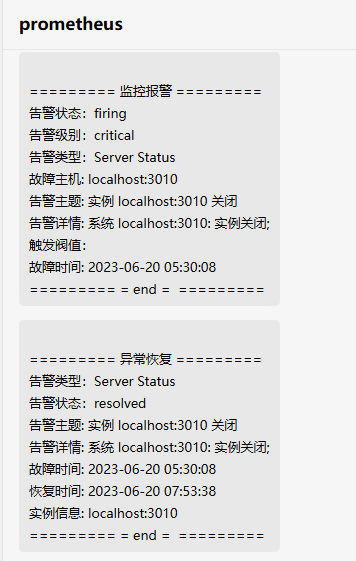 prometheus
========= 监控报警 =========
告警状态：firing
告警级别：critical
告警类型：Server Status
故障主机: localhost:3010
告警主题: 实例 localhost:3010 关闭
告警详情: 系统 localhost:3010: 实例关闭;
触发阀值：
故障时间: 2023-06-20 05:30:08
========= = end =  =========
========= 异常恢复 =========
告警类型：Server Status
告警状态：resolved
告警主题: 实例 localhost:3010 关闭
告警详情: 系统 localhost:3010: 实例关闭;
故障时间: 2023-06-20 05:30:08
恢复时间: 2023-06-20 07:53:38
实例信息: localhost:3010
========= = end =  =========